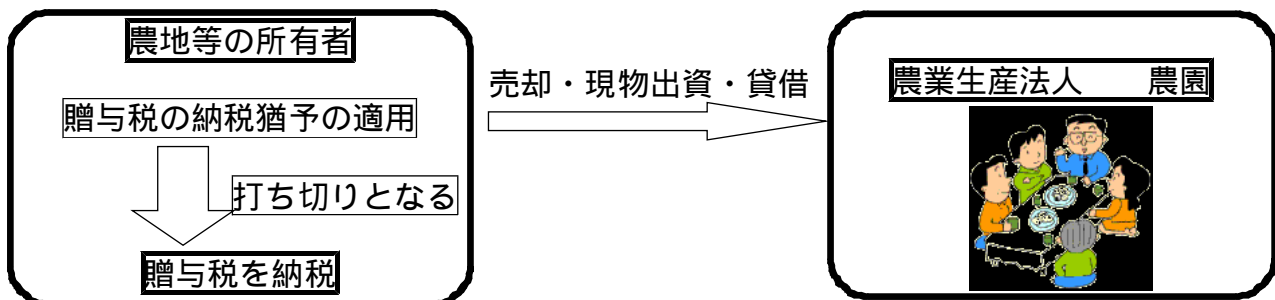 農地等の所有者
贈与税の納税猶予の適用
打ち切りとなる
贈与税を納税
売却・現物出資・貸借
農業生産法人　　農園